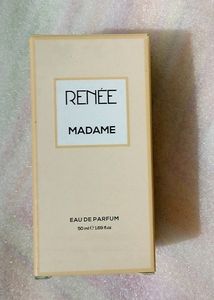 RENÉE
MADAME
EAU DE PARFUM
50 ml ℮ 1.69 fl.oz